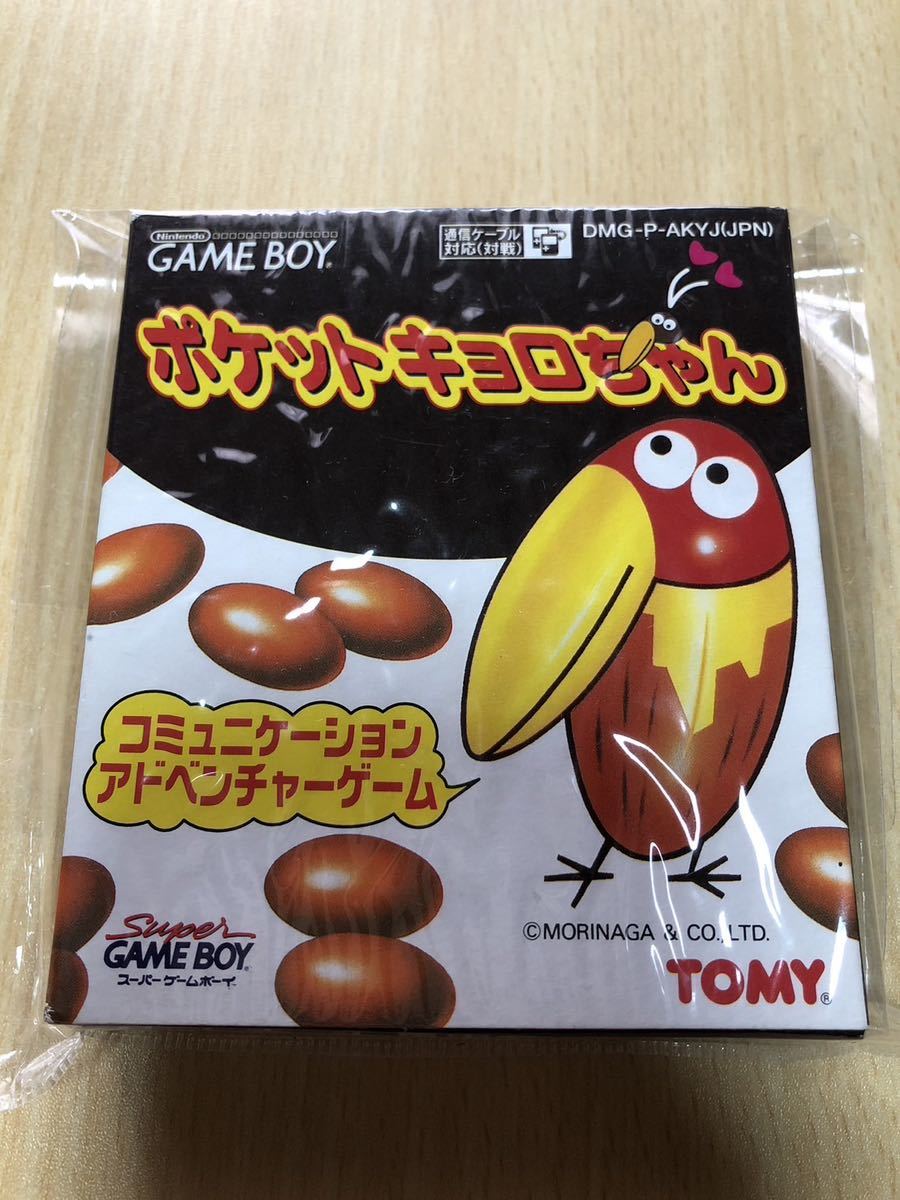 Nintendo
GAME BOY
通信ケーブル
対応(対戦)
DMG-P-AKYJ(JPN)
ポケットキョロちゃん
コミュニケーション
アドベンチャーゲーム
Super
GAME BOY
スーパーゲームボーイ
©MORINAGA & CO., LTD.
TOMY®